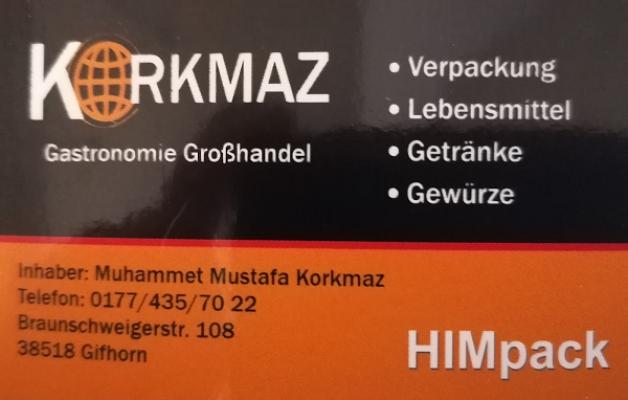 KORKMAZ
Gastronomie Großhandel
• Verpackung
• Lebensmittel
• Getränke
• Gewürze
Inhaber: Muhammet Mustafa Korkmaz
Telefon: 0177/435/70 22
Braunschweigerstr. 108
38518 Gifhorn
HIMpack